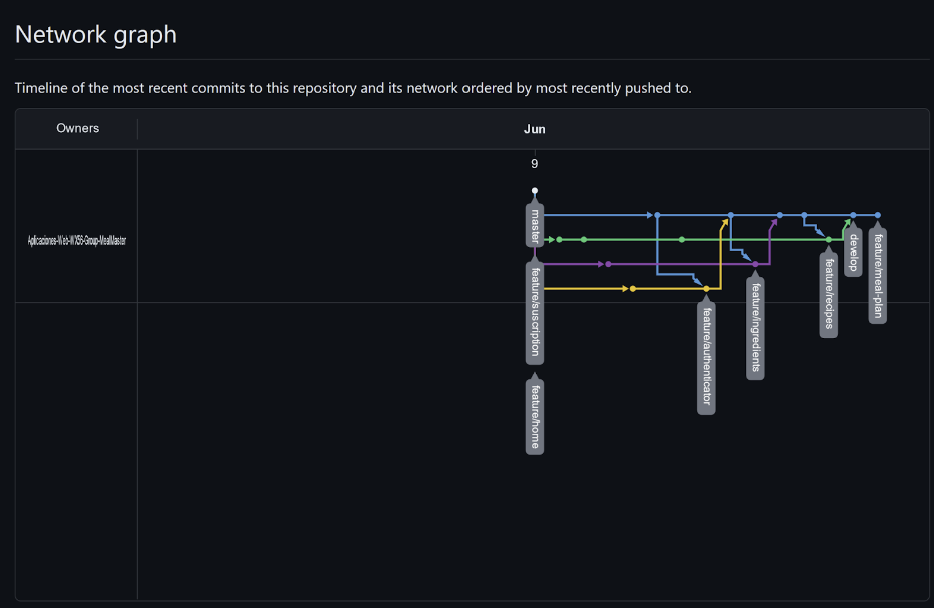 Network graph
Timeline of the most recent commits to this repository and its network ordered by most recently pushed to.
Owners
Jun
9
Aplicaciones-Web-WX56-Group-MealMaster
master
feature/suscription
feature/home
feature/authenticator
feature/ingredients
feature/recipes
develop
feature/meal-plan